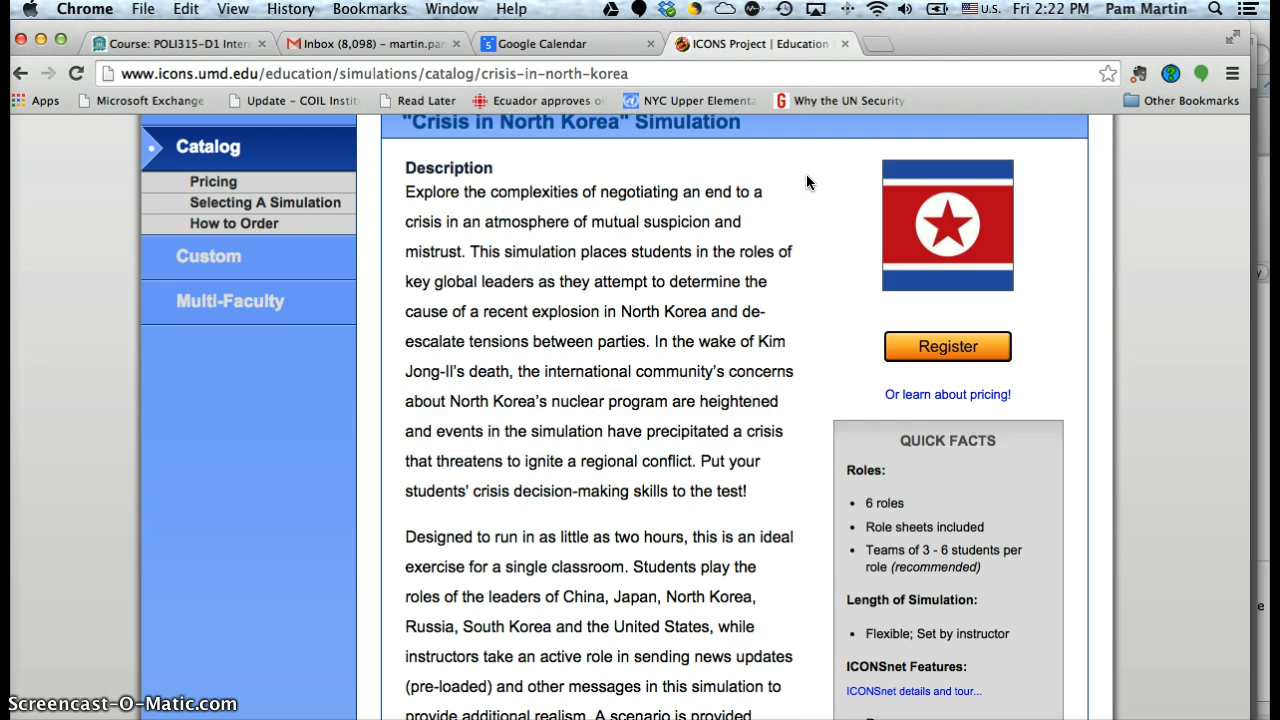 Chrome File Edit View History Bookmarks Window Help U.S. Fri 2:22 PM Pam Martin
Course: POLI315-D1 Inter
Inbox (8,098) – martin.pa
Google Calendar
ICONS Project | Education
www.icons.umd.edu/education/simulations/catalog/crisis-in-north-korea
Apps Microsoft Exchange Update – COIL Insti Read Later Ecuador approves o NYC Upper Elementa Why the UN Security Other Bookmarks
Catalog
Pricing
Selecting A Simulation
How to Order
Custom
Multi-Faculty
"Crisis in North Korea" Simulation
Description
Explore the complexities of negotiating an end to a
crisis in an atmosphere of mutual suspicion and
mistrust. This simulation places students in the roles of
key global leaders as they attempt to determine the
cause of a recent explosion in North Korea and de-
escalate tensions between parties. In the wake of Kim
Jong-Il's death, the international community's concerns
about North Korea's nuclear program are heightened
and events in the simulation have precipitated a crisis
that threatens to ignite a regional conflict. Put your
students' crisis decision-making skills to the test!
Designed to run in as little as two hours, this is an ideal
exercise for a single classroom. Students play the
roles of the leaders of China, Japan, North Korea,
Russia, South Korea and the United States, while
instructors take an active role in sending news updates
(pre-loaded) and other messages in this simulation to
provide additional realism. A scenario is provided
Register
Or learn about pricing!
QUICK FACTS
Roles:
• 6 roles
• Role sheets included
• Teams of 3 - 6 students per
role (recommended)
Length of Simulation:
• Flexible; Set by instructor
ICONSnet Features:
ICONSnet details and tour...
Screencast-O-Matic.com